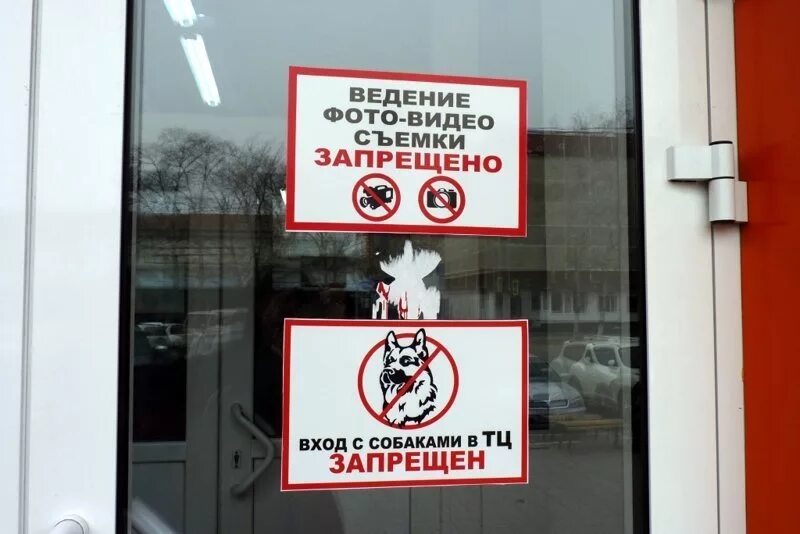 ВЕДЕНИЕ
ФОТО-ВИДЕО
СЪЕМКИ
ЗАПРЕЩЕНО
ВХОД С СОБАКАМИ В ТЦ
ЗАПРЕЩЕН